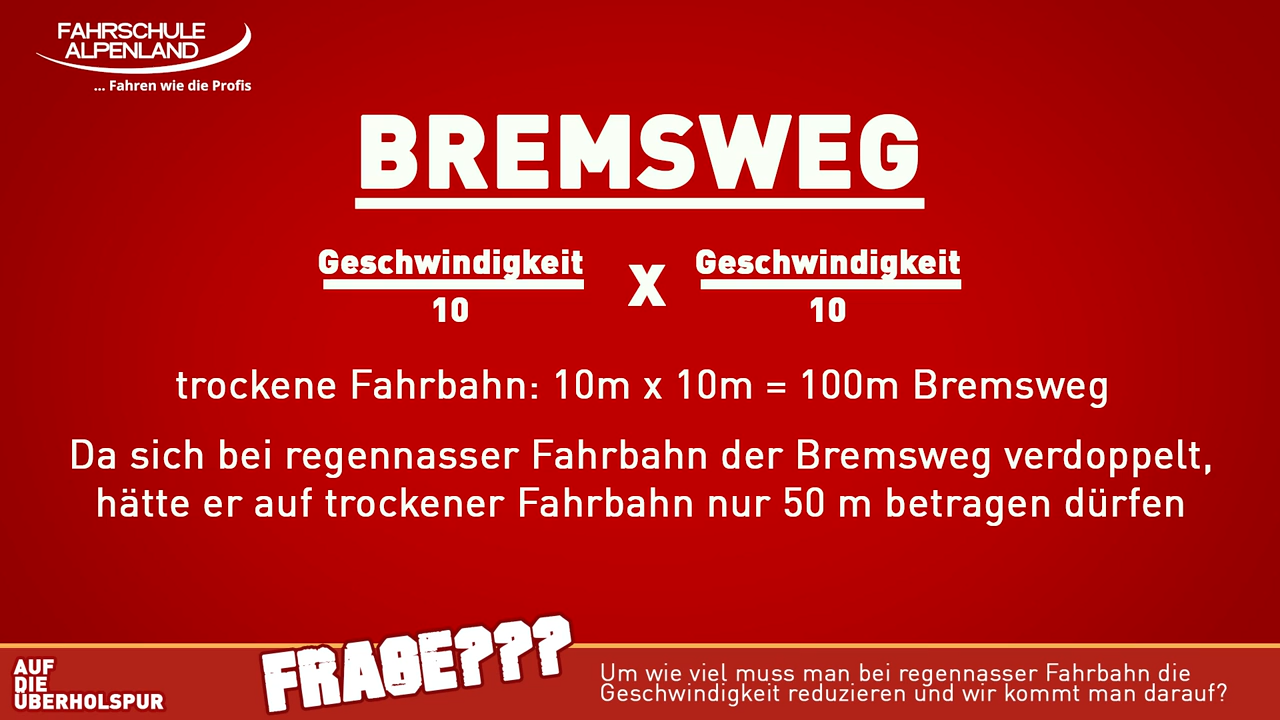 FAHRSCHULE
ALPENLAND
... Fahren wie die Profis
BREMSWEG
Geschwindigkeit x Geschwindigkeit
10 10
trockene Fahrbahn: 10m x 10m = 100m Bremsweg
Da sich bei regennasser Fahrbahn der Bremsweg verdoppelt,
hätte er auf trockener Fahrbahn nur 50 m betragen dürfen
FRAGE???
Um wie viel muss man bei regennasser Fahrbahn die
Geschwindigkeit reduzieren und wir kommt man darauf?
AUF
DIE
ÜBERHOLSPUR